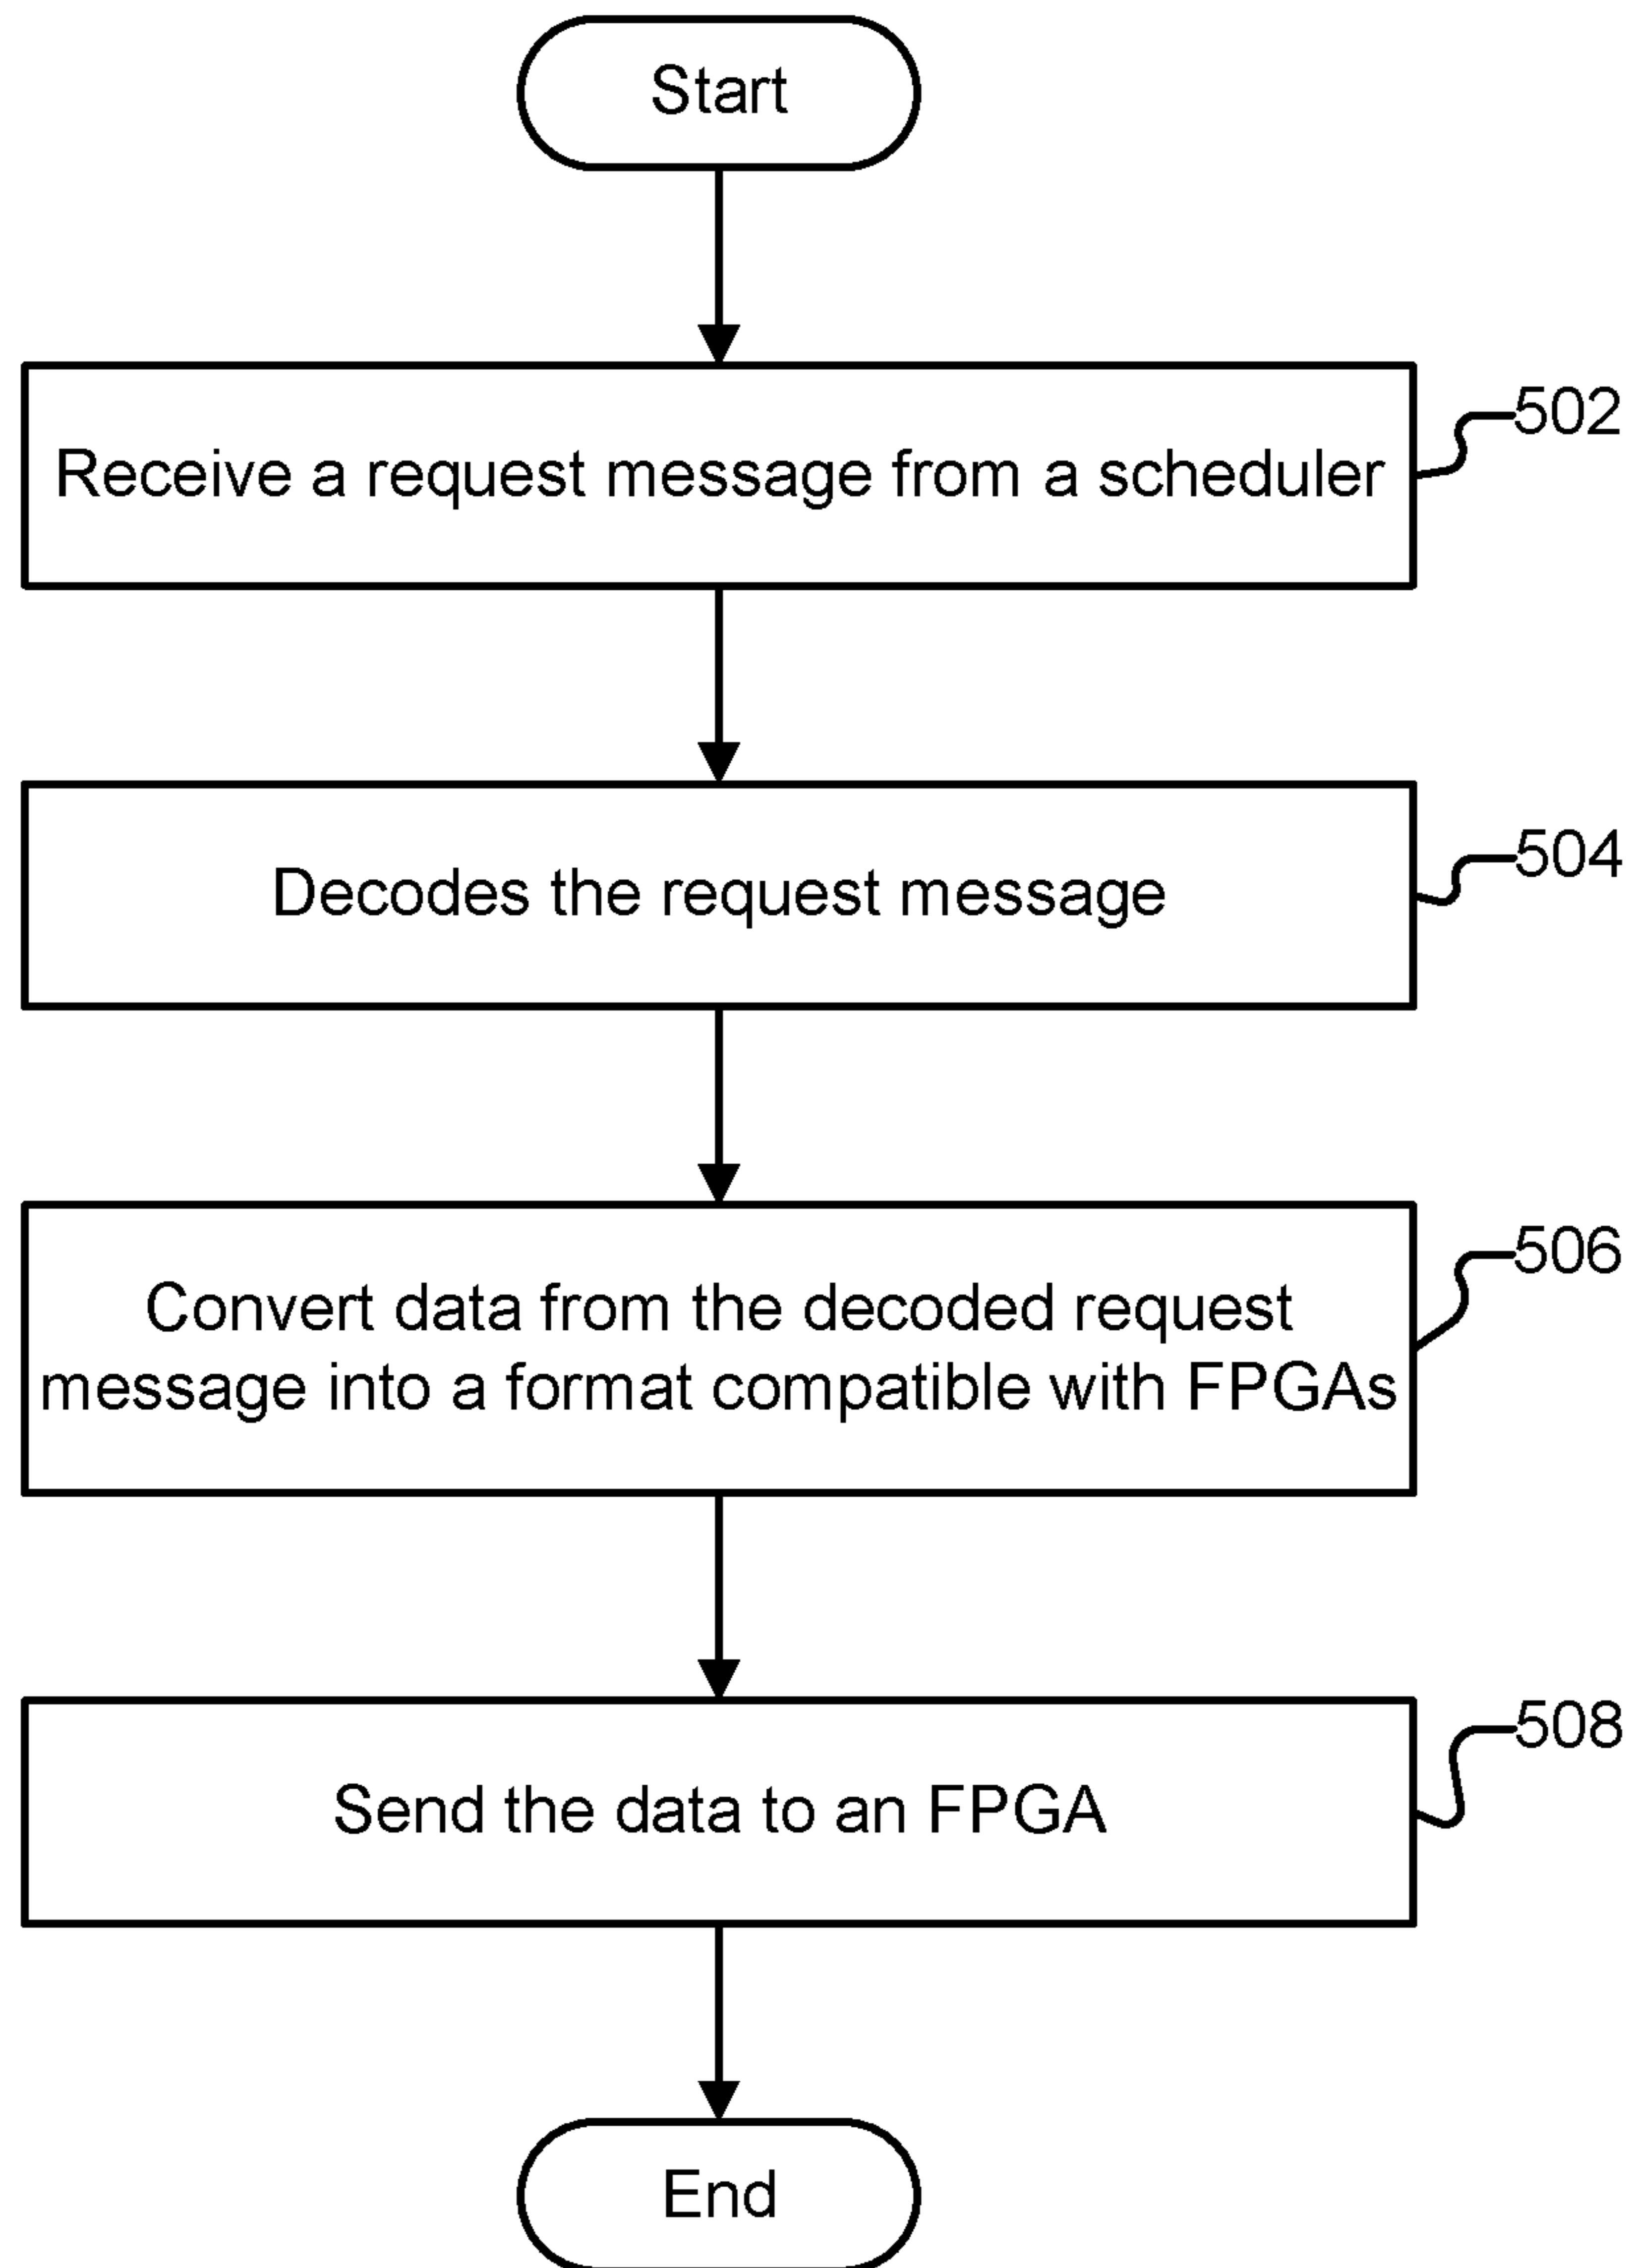 Start
Receive a request message from a scheduler
502
Decodes the request message
504
Convert data from the decoded request
message into a format compatible with FPGAs
506
Send the data to an FPGA
508
End